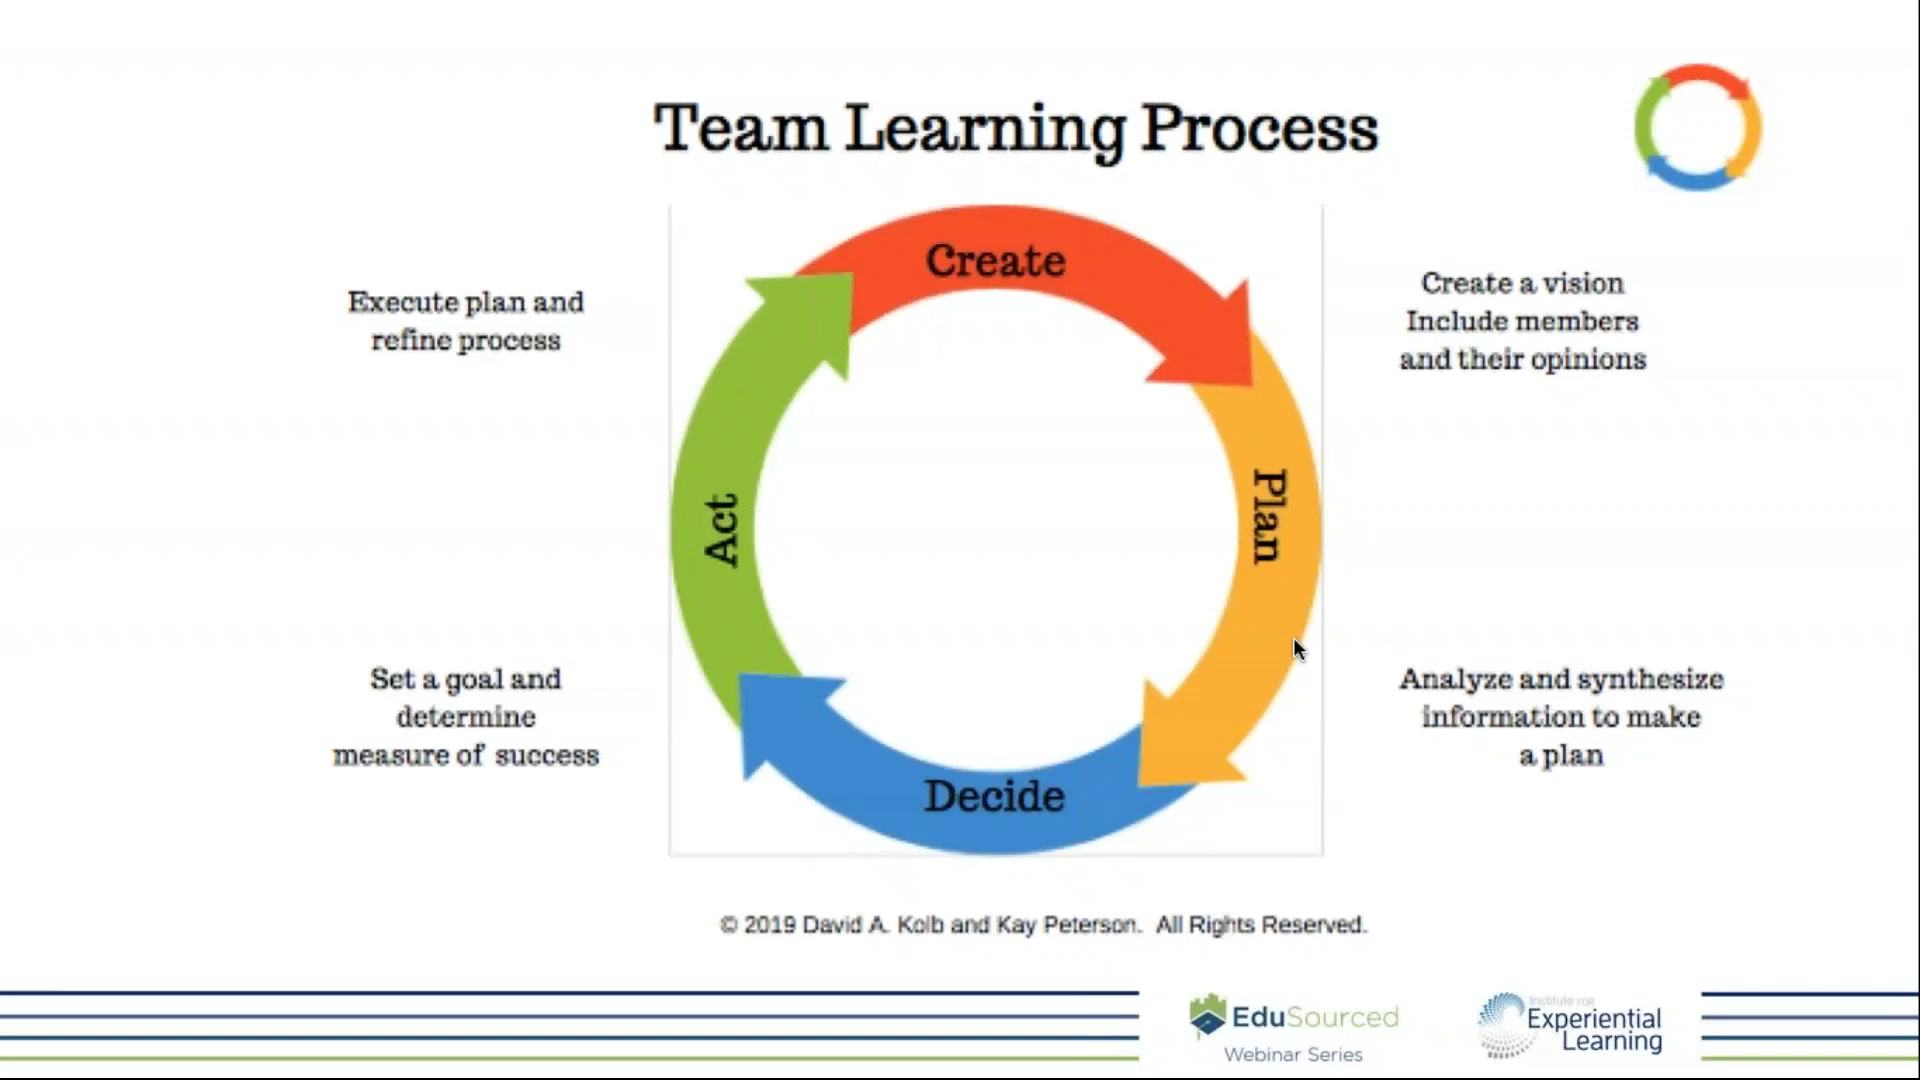 Team Learning Process
Create
Plan
Decide
Act
Execute plan and
refine process
Create a vision
Include members
and their opinions
Set a goal and
determine
measure of success
Analyze and synthesize
information to make
a plan
© 2019 David A. Kolb and Kay Peterson. All Rights Reserved.
EduSourced
Webinar Series
Institute for
Experiential
Learning